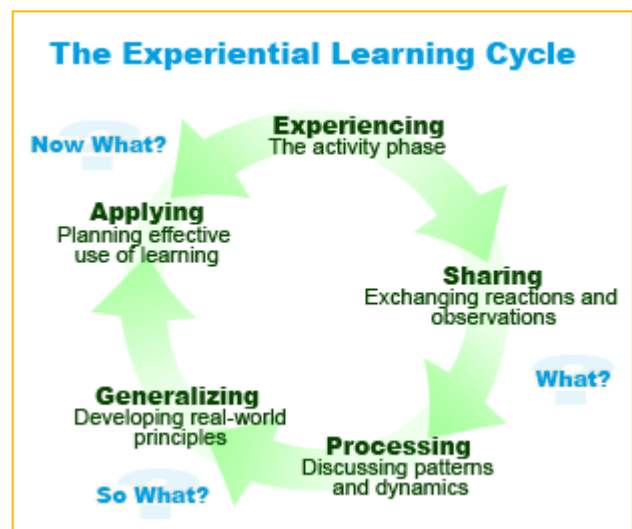 The Experiential Learning Cycle
Experiencing
The activity phase
Sharing
Exchanging reactions and
observations
What?
Processing
Discussing patterns
and dynamics
So What?
Generalizing
Developing real-world
principles
Applying
Planning effective
use of learning
Now What?